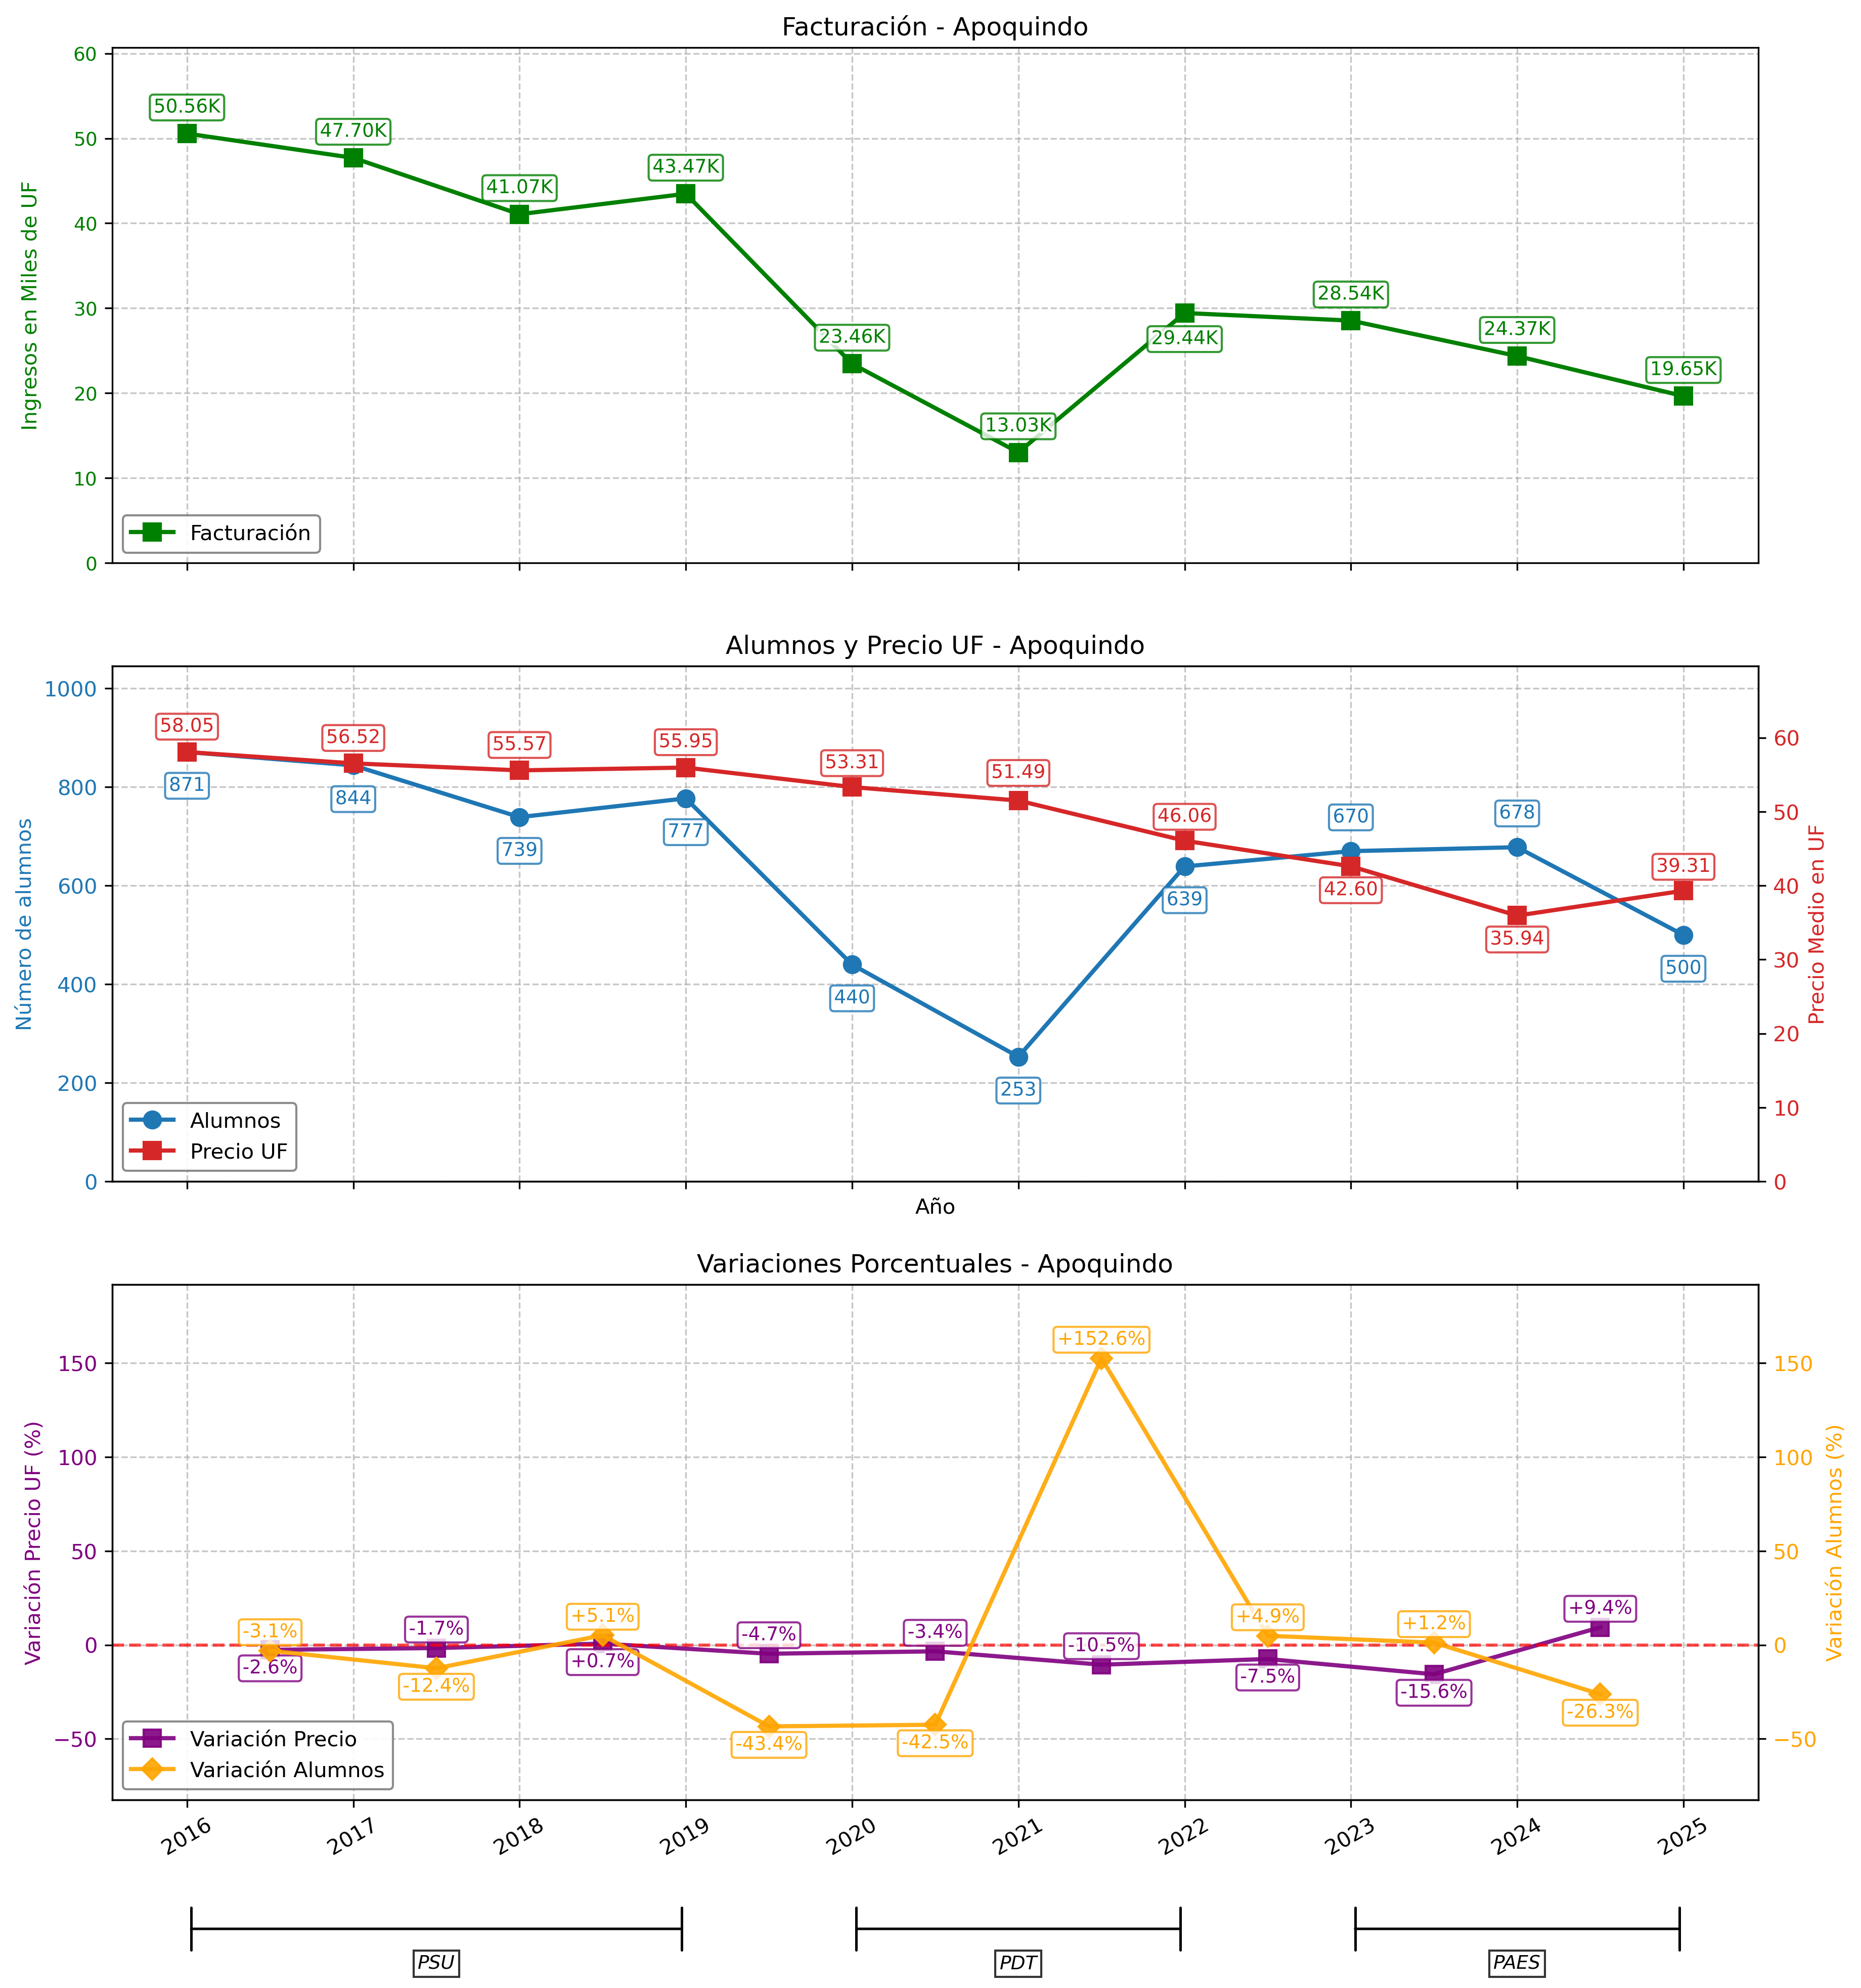 Facturación - Apoquindo
Ingresos en Miles de UF
60
50
40
30
20
10
0
50.56K
47.70K
41.07K
43.47K
23.46K
13.03K
29.44K
28.54K
24.37K
19.65K
Facturación
Alumnos y Precio UF - Apoquindo
Número de alumnos
1000
800
600
400
200
0
58.05
56.52
55.57
55.95
53.31
51.49
46.06
42.60
35.94
39.31
871
844
739
777
440
253
639
670
678
500
60
50
40
30
20
10
0
Precio Medio en UF
Alumnos
Precio UF
Año
Variaciones Porcentuales - Apoquindo
Variación Precio UF (%)
150
100
50
0
−50
-3.1%
-12.4%
+5.1%
-43.4%
-42.5%
+152.6%
+4.9%
+1.2%
-26.3%
-2.6%
-1.7%
+0.7%
-4.7%
-3.4%
-10.5%
-7.5%
-15.6%
+9.4%
150
100
50
0
−50
Variación Alumnos (%)
Variación Precio
Variación Alumnos
2016
2017
2018
2019
2020
2021
2022
2023
2024
2025
PSU
PDT
PAES